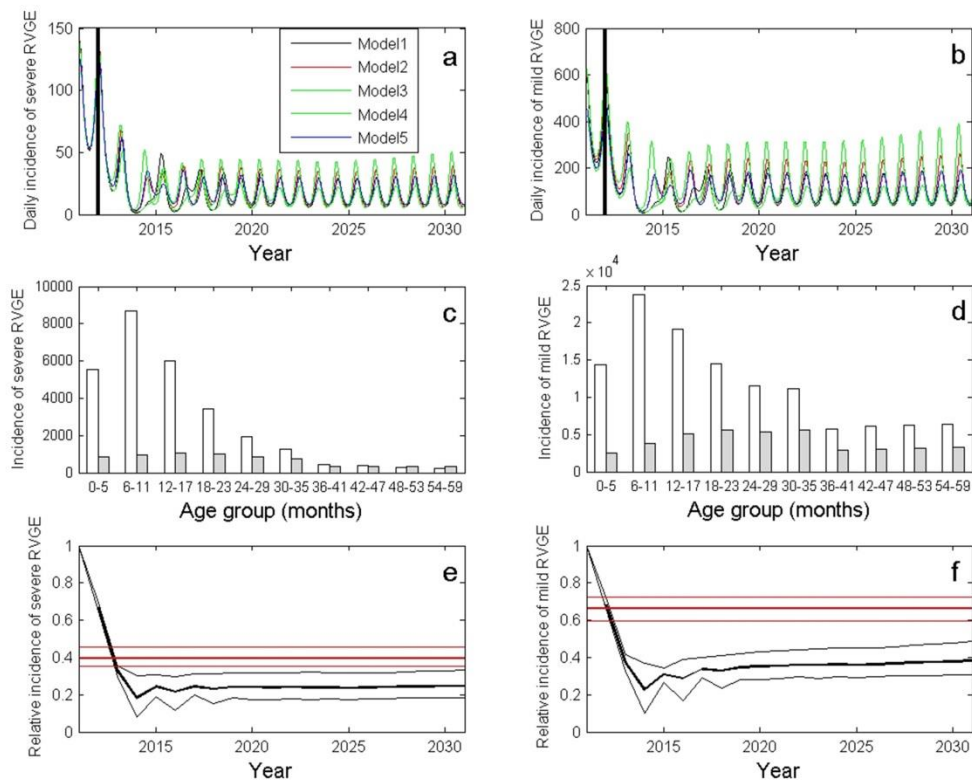 a
Daily incidence of severe RVGE
150
100
50
0
Model1
Model2
Model3
Model4
Model5
2015 2020 2025 2030
Year
b
Daily incidence of mild RVGE
800
600
400
200
0
2015 2020 2025 2030
Year
c
Incidence of severe RVGE
10000
8000
6000
4000
2000
0
0-5 6-11 12-17 18-23 24-29 30-35 36-41 42-47 48-53 54-59
Age group (months)
d
Incidence of mild RVGE
× 10⁴
2.5
2
1.5
1
0.5
0
0-5 6-11 12-17 18-23 24-29 30-35 36-41 42-47 48-53 54-59
Age group (months)
e
Relative incidence of severe RVGE
1
0.8
0.6
0.4
0.2
0
2015 2020 2025 2030
Year
f
Relative incidence of mild RVGE
1
0.8
0.6
0.4
0.2
0
2015 2020 2025 2030
Year